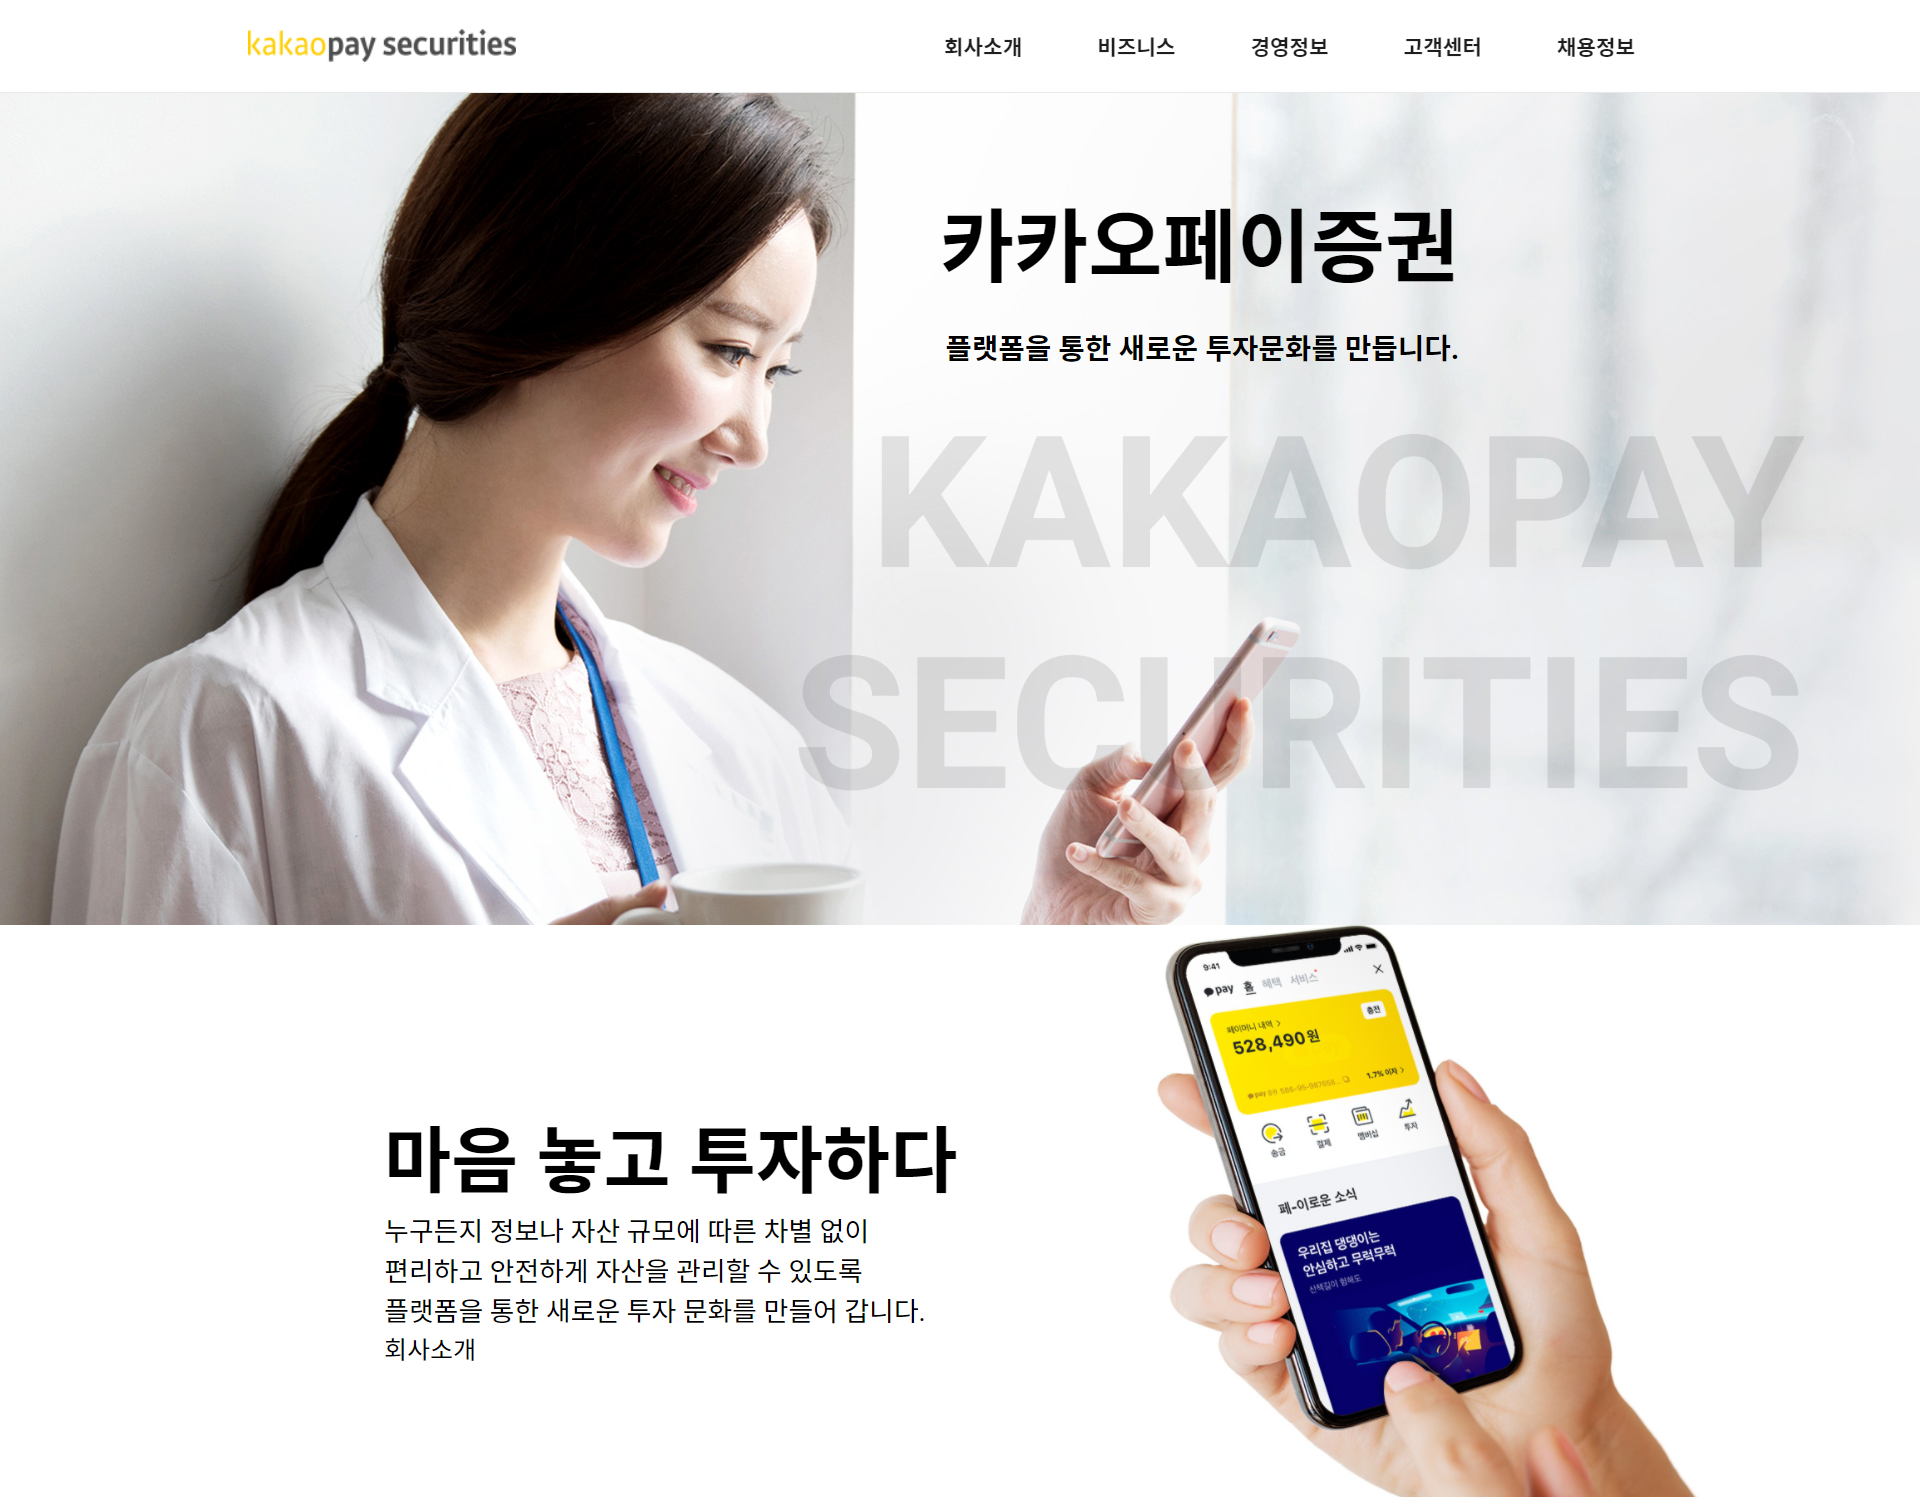 kakaopay securities
회사소개 비즈니스 경영정보 고객센터 채용정보
카카오페이증권
플랫폼을 통한 새로운 투자문화를 만듭니다.
KAKAOPAY
SECURITIES
9:41
pay 홈 혜택 서비스
페이머니 내역 >
충전
528,490원
1.7% 이자 >
송금 결제 멤버십 투자
페-이로운 소식
우리집 댕댕이는
안심하고 무럭무럭
산책길이 험해도
마음 놓고 투자하다
누구든지 정보나 자산 규모에 따른 차별 없이
편리하고 안전하게 자산을 관리할 수 있도록
플랫폼을 통한 새로운 투자 문화를 만들어 갑니다.
회사소개